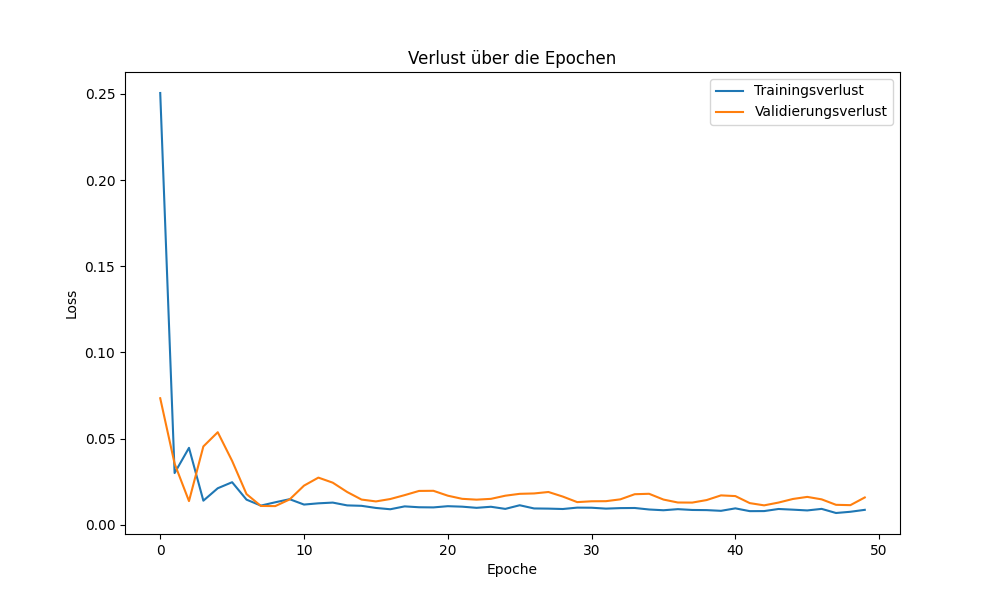 Verlust über die Epochen
Trainingsverlust
Validierungsverlust
Loss
0.25
0.20
0.15
0.10
0.05
0.00
0 10 20 30 40 50
Epoche